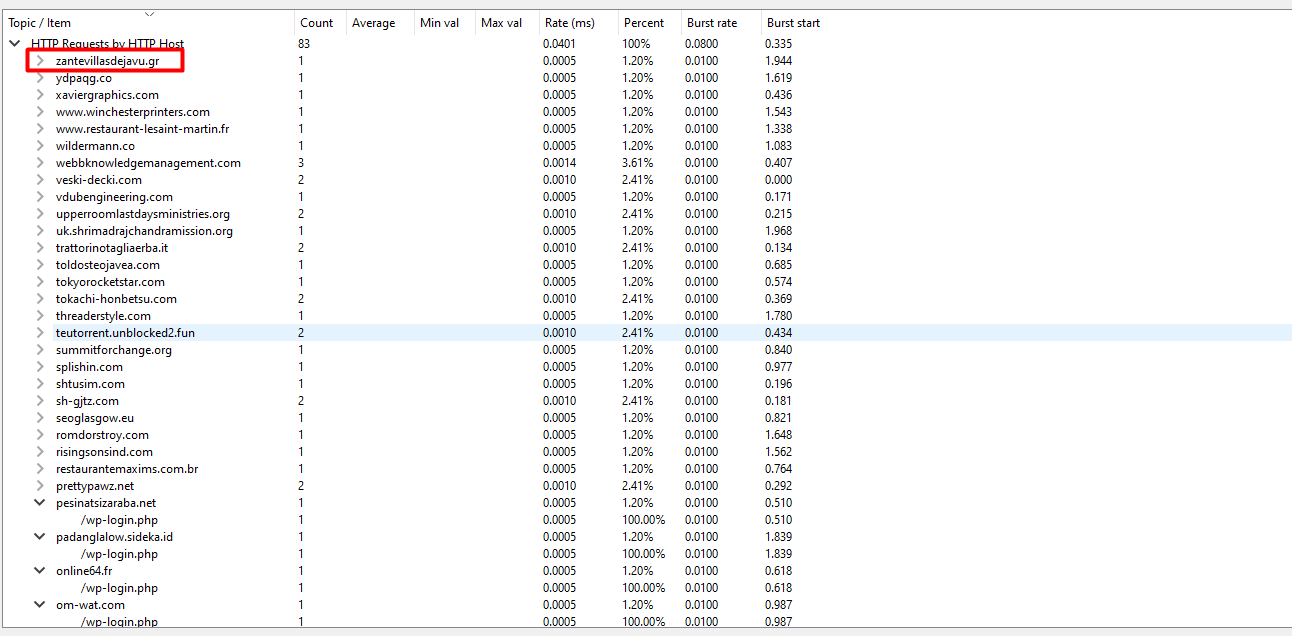 Topic / Item Count Average Min val Max val Rate (ms) Percent Burst rate Burst start
HTTP Requests by HTTP Host 83 0.0401 100% 0.0800 0.335
zantevillasdejavu.gr 1 0.0005 1.20% 0.0100 1.944
ydpaqg.co 1 0.0005 1.20% 0.0100 1.619
xaviergraphics.com 1 0.0005 1.20% 0.0100 0.436
www.winchesterprinters.com 1 0.0005 1.20% 0.0100 1.543
www.restaurant-lesaint-martin.fr 1 0.0005 1.20% 0.0100 1.338
wildermann.co 1 0.0005 1.20% 0.0100 1.083
webbknowledgemanagement.com 3 0.0014 3.61% 0.0100 0.407
veski-decki.com 2 0.0010 2.41% 0.0100 0.000
vdubengineering.com 1 0.0005 1.20% 0.0100 0.171
upperroomlastdaysministries.org 2 0.0010 2.41% 0.0100 0.215
uk.shrimadrajchandramission.org 1 0.0005 1.20% 0.0100 1.968
trattorinotagliaerba.it 2 0.0010 2.41% 0.0100 0.134
toldosteojavea.com 1 0.0005 1.20% 0.0100 0.685
tokyorocketstar.com 1 0.0005 1.20% 0.0100 0.574
tokachi-honbetsu.com 2 0.0010 2.41% 0.0100 0.369
threaderstyle.com 1 0.0005 1.20% 0.0100 1.780
teutorrent.unblocked2.fun 2 0.0010 2.41% 0.0100 0.434
summitforchange.org 1 0.0005 1.20% 0.0100 0.840
splishin.com 1 0.0005 1.20% 0.0100 0.977
shtusim.com 1 0.0005 1.20% 0.0100 0.196
sh-gjtz.com 2 0.0010 2.41% 0.0100 0.181
seoglasgow.eu 1 0.0005 1.20% 0.0100 0.821
romdorstroy.com 1 0.0005 1.20% 0.0100 1.648
risingsonsind.com 1 0.0005 1.20% 0.0100 1.562
restaurantemaxims.com.br 1 0.0005 1.20% 0.0100 0.764
prettypawz.net 2 0.0010 2.41% 0.0100 0.292
pesinatsizaraba.net 1 0.0005 1.20% 0.0100 0.510
/wp-login.php 1 0.0005 100.00% 0.0100 0.510
padanglalow.sideka.id 1 0.0005 1.20% 0.0100 1.839
/wp-login.php 1 0.0005 100.00% 0.0100 1.839
online64.fr 1 0.0005 1.20% 0.0100 0.618
/wp-login.php 1 0.0005 100.00% 0.0100 0.618
om-wat.com 1 0.0005 1.20% 0.0100 0.987
/wp-login.php 1 0.0005 100.00% 0.0100 0.987